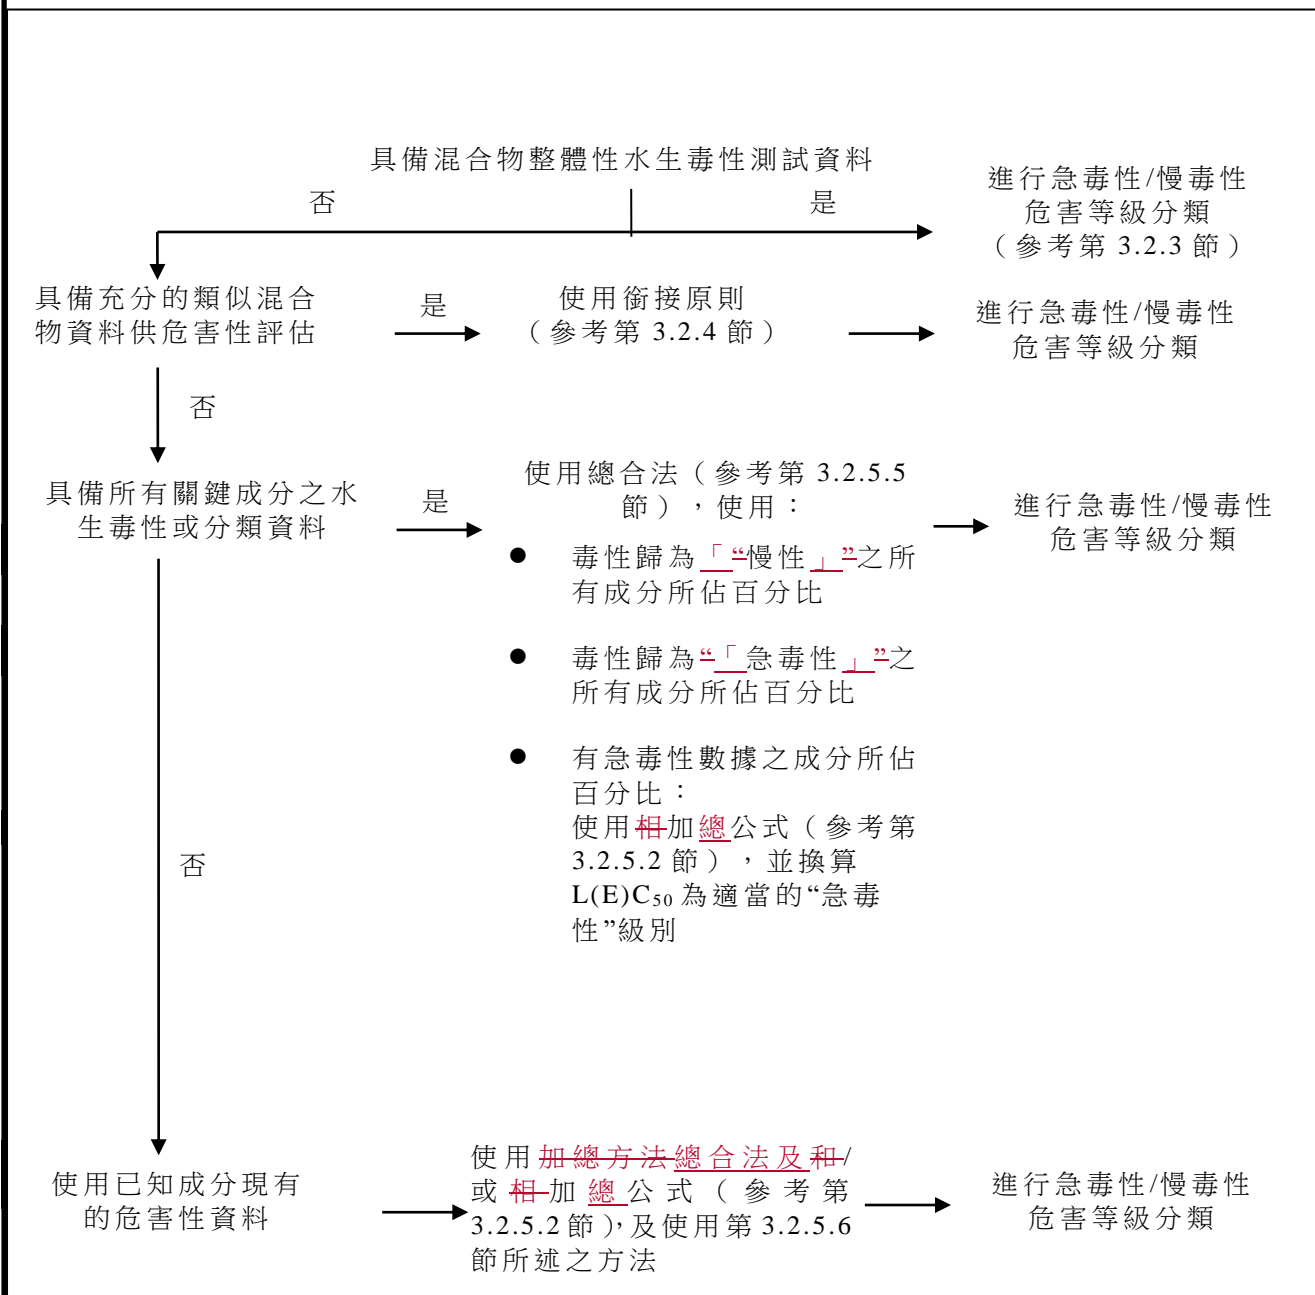 具備混合物整體性水生毒性測試資料
否
是
進行急毒性/慢毒性
危害等級分類
（參考第 3.2.3 節）
具備充分的類似混合
物資料供危害性評估
是
使用銜接原則
（參考第 3.2.4 節）
進行急毒性/慢毒性
危害等級分類
否
具備所有關鍵成分之水
生毒性或分類資料
是
使用總合法（參考第 3.2.5.5
節），使用：
● 毒性歸為「“慢性」”之所
有成分所佔百分比
● 毒性歸為“「急毒性」”之
所有成分所佔百分比
● 有急毒性數據之成分所佔
百分比：
使用相加總公式（參考第
3.2.5.2 節），並換算
L(E)C₅₀ 為適當的“急毒
性”級別
進行急毒性/慢毒性
危害等級分類
否
使用已知成分現有
的危害性資料
使用加總方法總合法及和/
或相加總公式（參考第
3.2.5.2 節），及使用第 3.2.5.6
節所述之方法
進行急毒性/慢毒性
危害等級分類